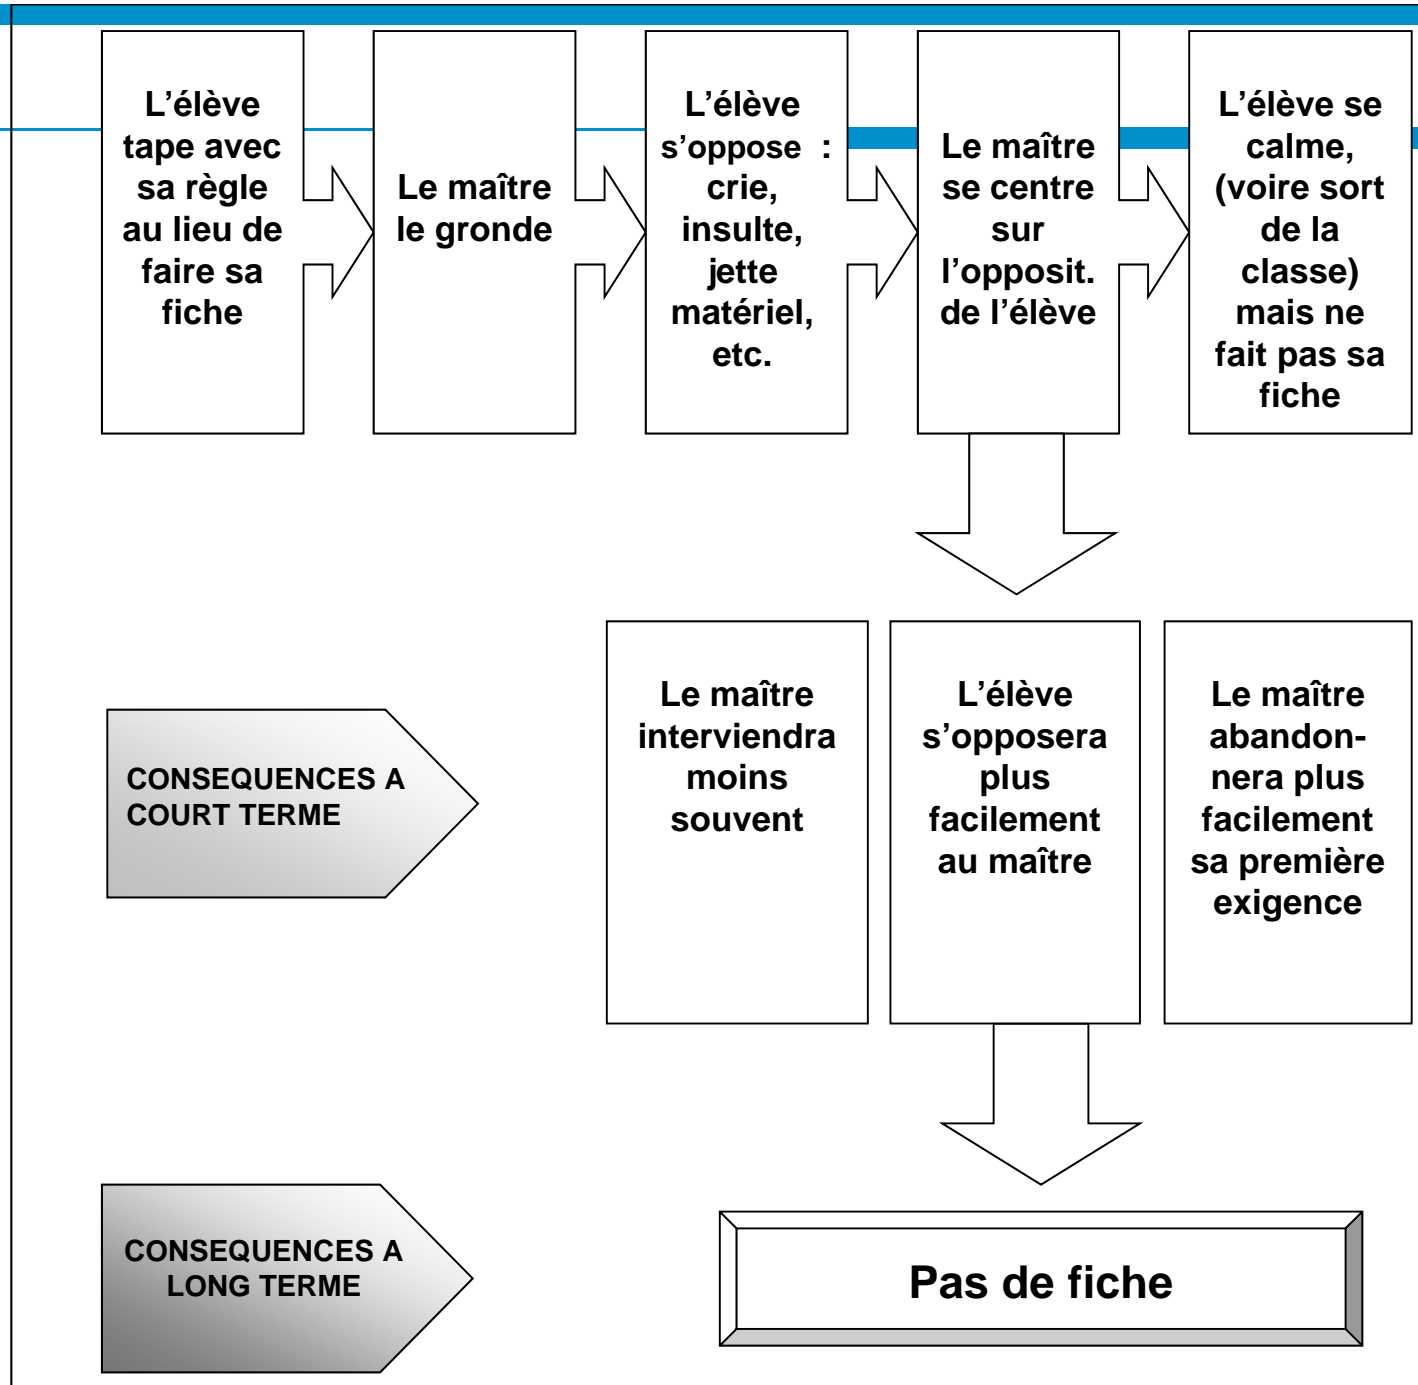 L’élève
tape avec
sa règle
au lieu de
faire sa
fiche
Le maître
le gronde
L’élève
s’oppose :
crie,
insulte,
jette
matériel,
etc.
Le maître
se centre
sur
l’opposit.
de l’élève
L’élève se
calme,
(voire sort
de la
classe)
mais ne
fait pas sa
fiche
CONSEQUENCES A
COURT TERME
Le maître
interviendra
moins
souvent
L’élève
s’opposera
plus
facilement
au maître
Le maître
abandon-
nera plus
facilement
sa première
exigence
CONSEQUENCES A
LONG TERME
Pas de fiche